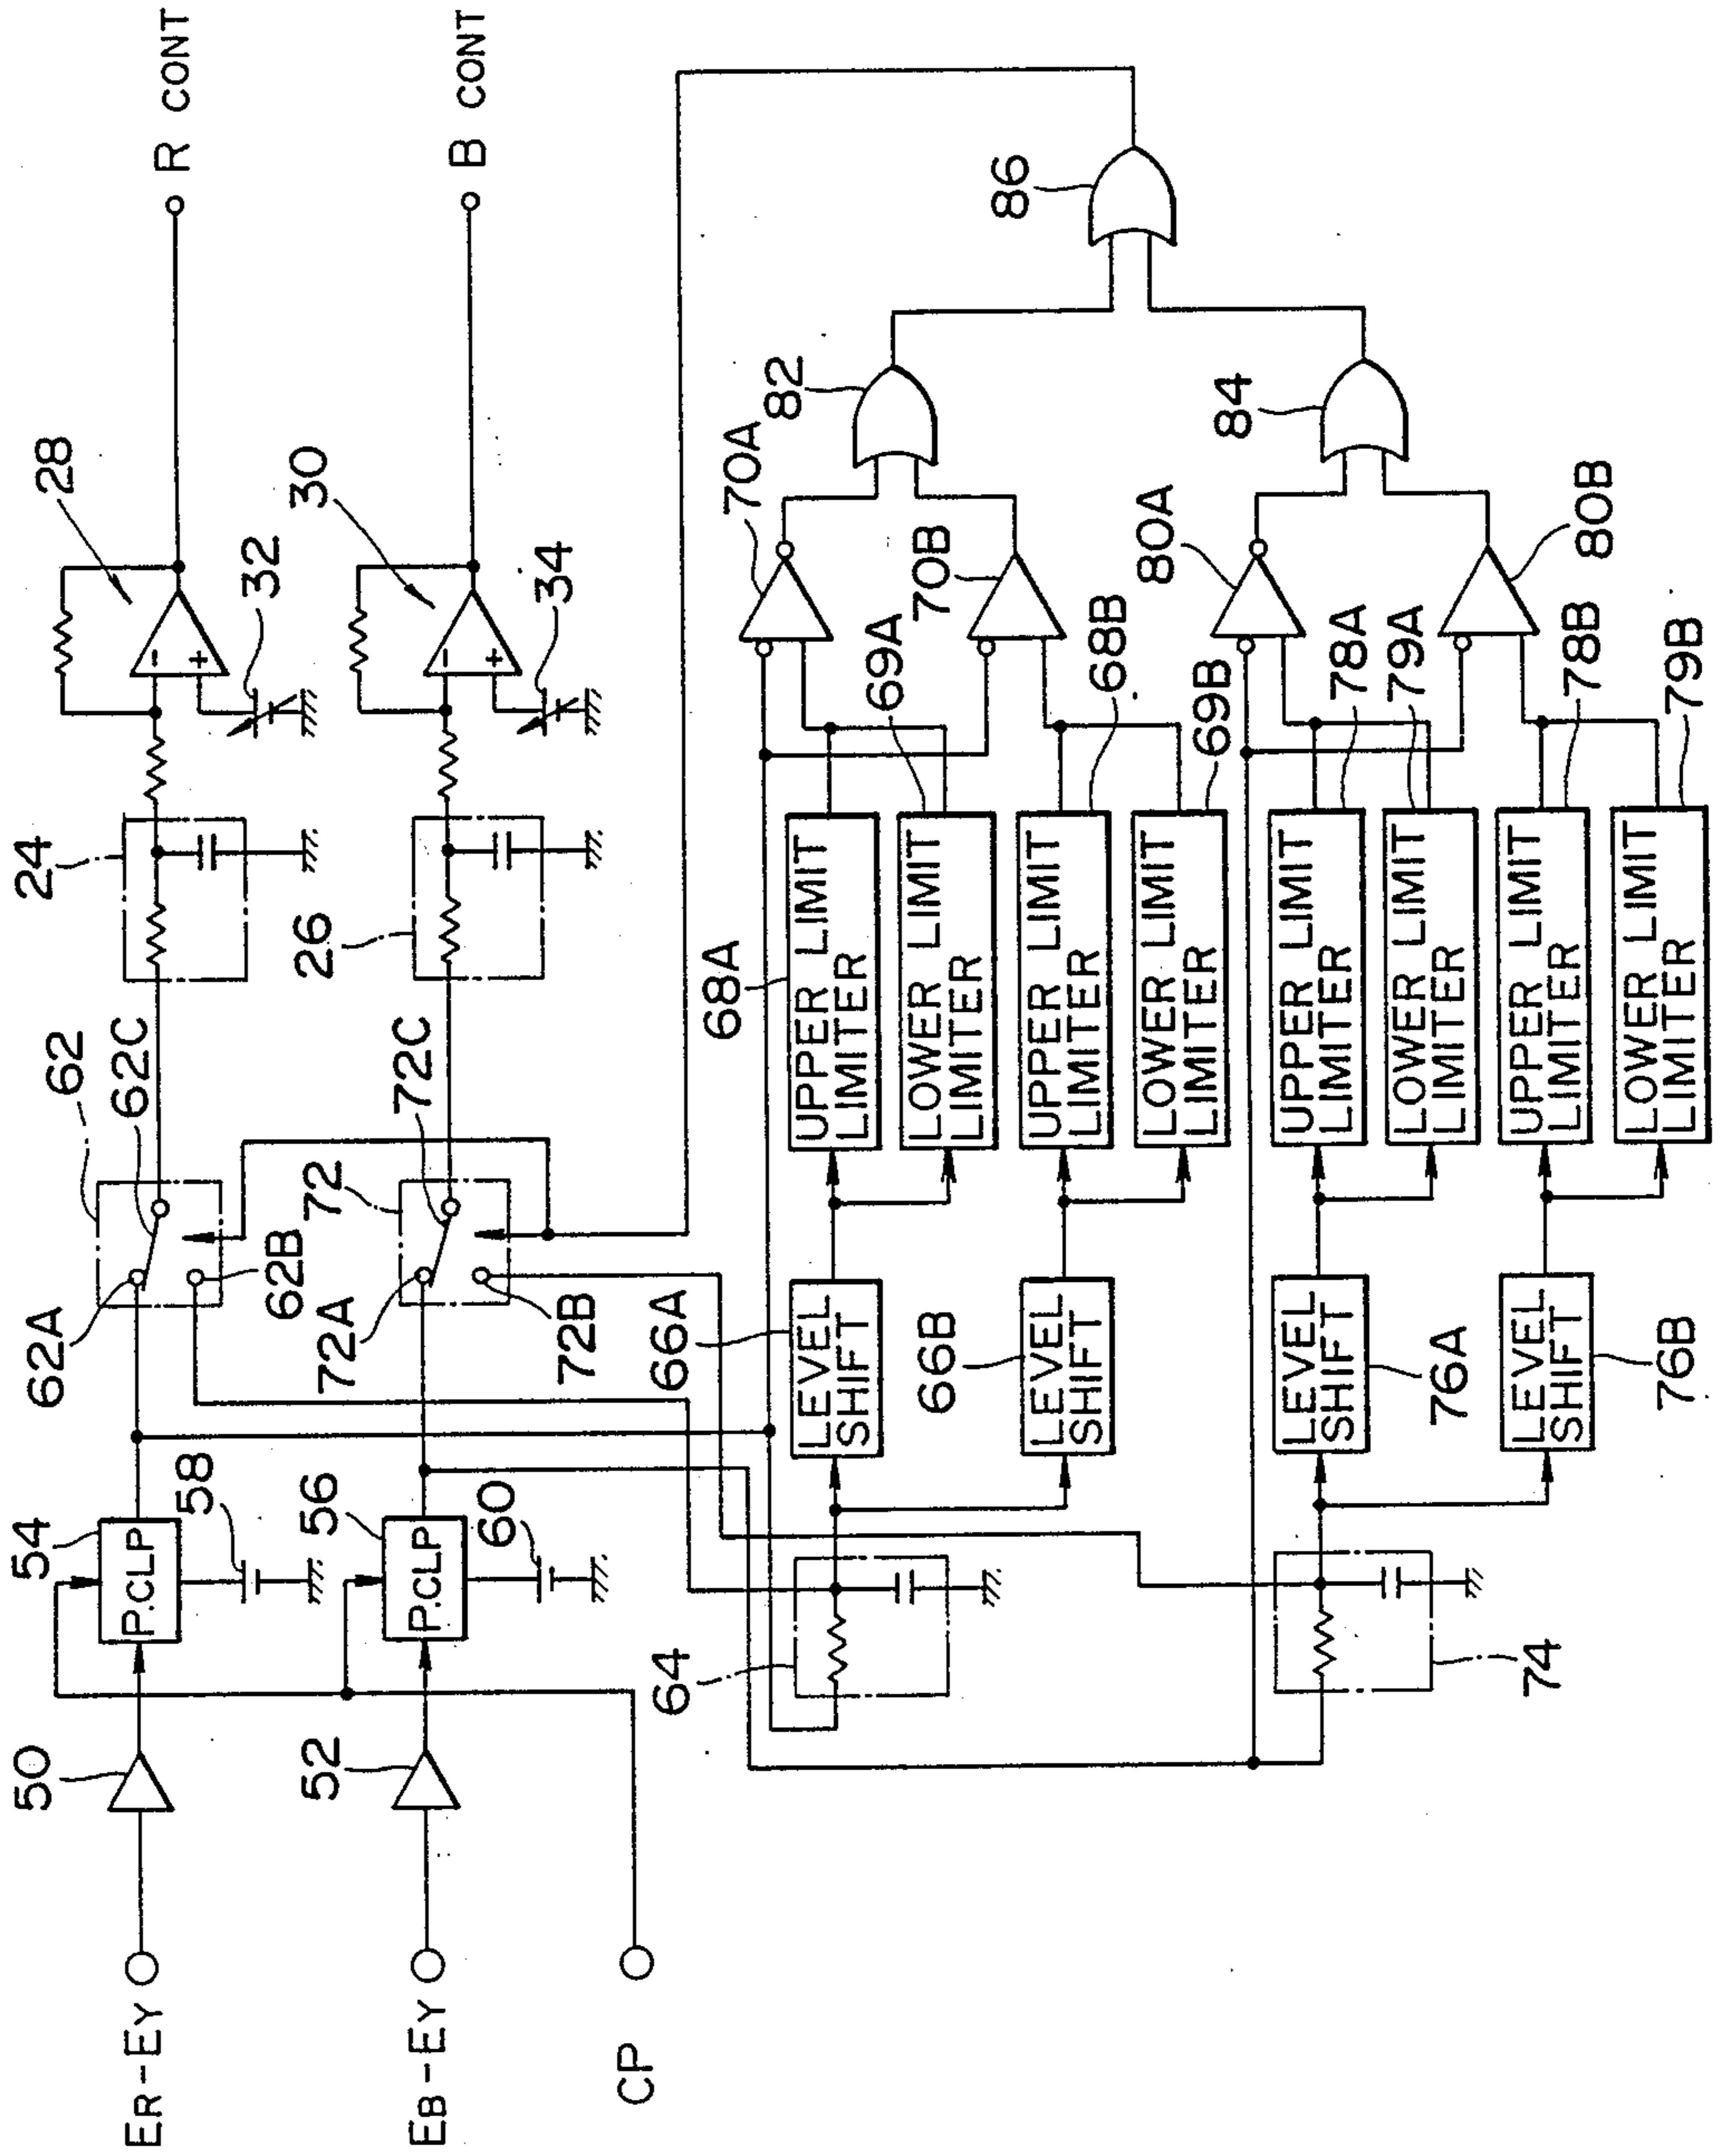 28
R CONT
24
32
62
62C
62A
62B
54
58
P.CLP
50
ER-EY
30
B CONT
34
26
72C
72
72A
72B
56
60
P.CLP
52
EB-EY
CP
86
82
84
70A
70B
80A
80B
68A
69A
68B
69B
78A
79A
78B
79B
UPPER LIMIT
LIMITER
LOWER LIMIT
LIMITER
UPPER LIMIT
LIMITER
LOWER LIMIT
LIMITER
UPPER LIMIT
LIMITER
LOWER LIMIT
LIMITER
UPPER LIMIT
LIMITER
LOWER LIMIT
LIMITER
66A
LEVEL
SHIFT
66B
LEVEL
SHIFT
LEVEL
SHIFT
76A
LEVEL
SHIFT
76B
64
74
-
+
-
+